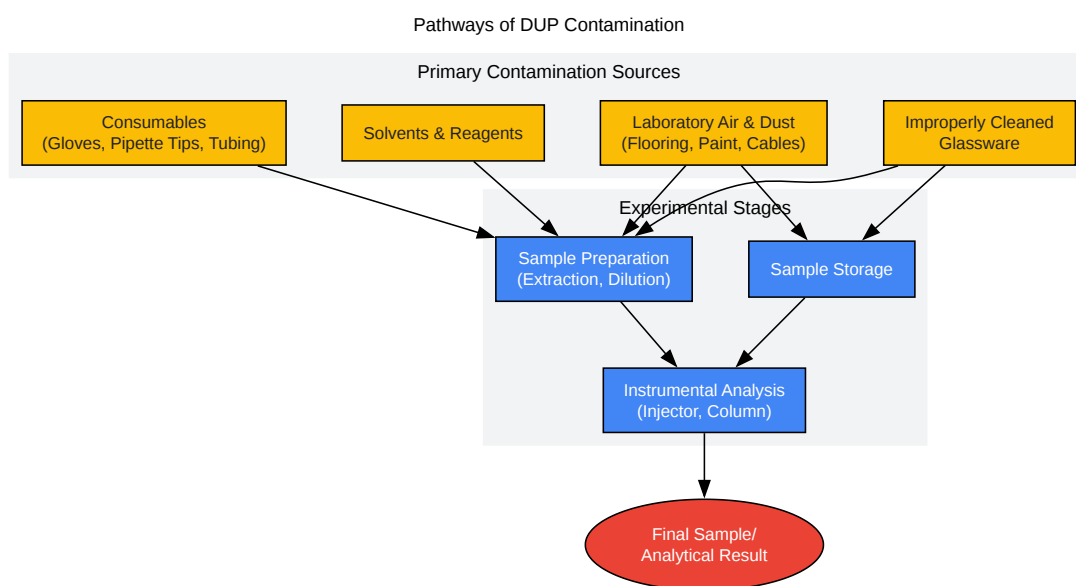 Pathways of DUP Contamination
Primary Contamination Sources
Consumables
(Gloves, Pipette Tips, Tubing)
Solvents & Reagents
Laboratory Air & Dust
(Flooring, Paint, Cables)
Improperly Cleaned
Glassware
Experimental Stages
Sample Preparation
(Extraction, Dilution)
Sample Storage
Instrumental Analysis
(Injector, Column)
Final Sample/
Analytical Result